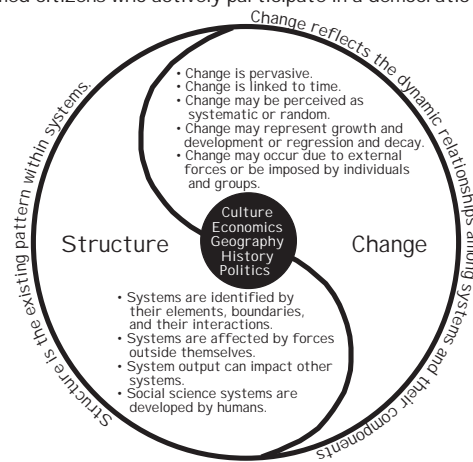 citizens who actively participate in a democratic
Change reflects the dynamic relationships among systems and their components
• Change is pervasive.
• Change is linked to time.
• Change may be perceived as
systematic or random.
• Change may represent growth and
development or regression and decay.
• Change may occur due to external
forces or be imposed by individuals
and groups.
Structure is the existing pattern within systems.
Structure
Culture
Economics
Geography
History
Politics
Change
• Systems are identified by
their elements, boundaries,
and their interactions.
• Systems are affected by forces
outside themselves.
• System output can impact other
systems.
• Social science systems are
developed by humans.